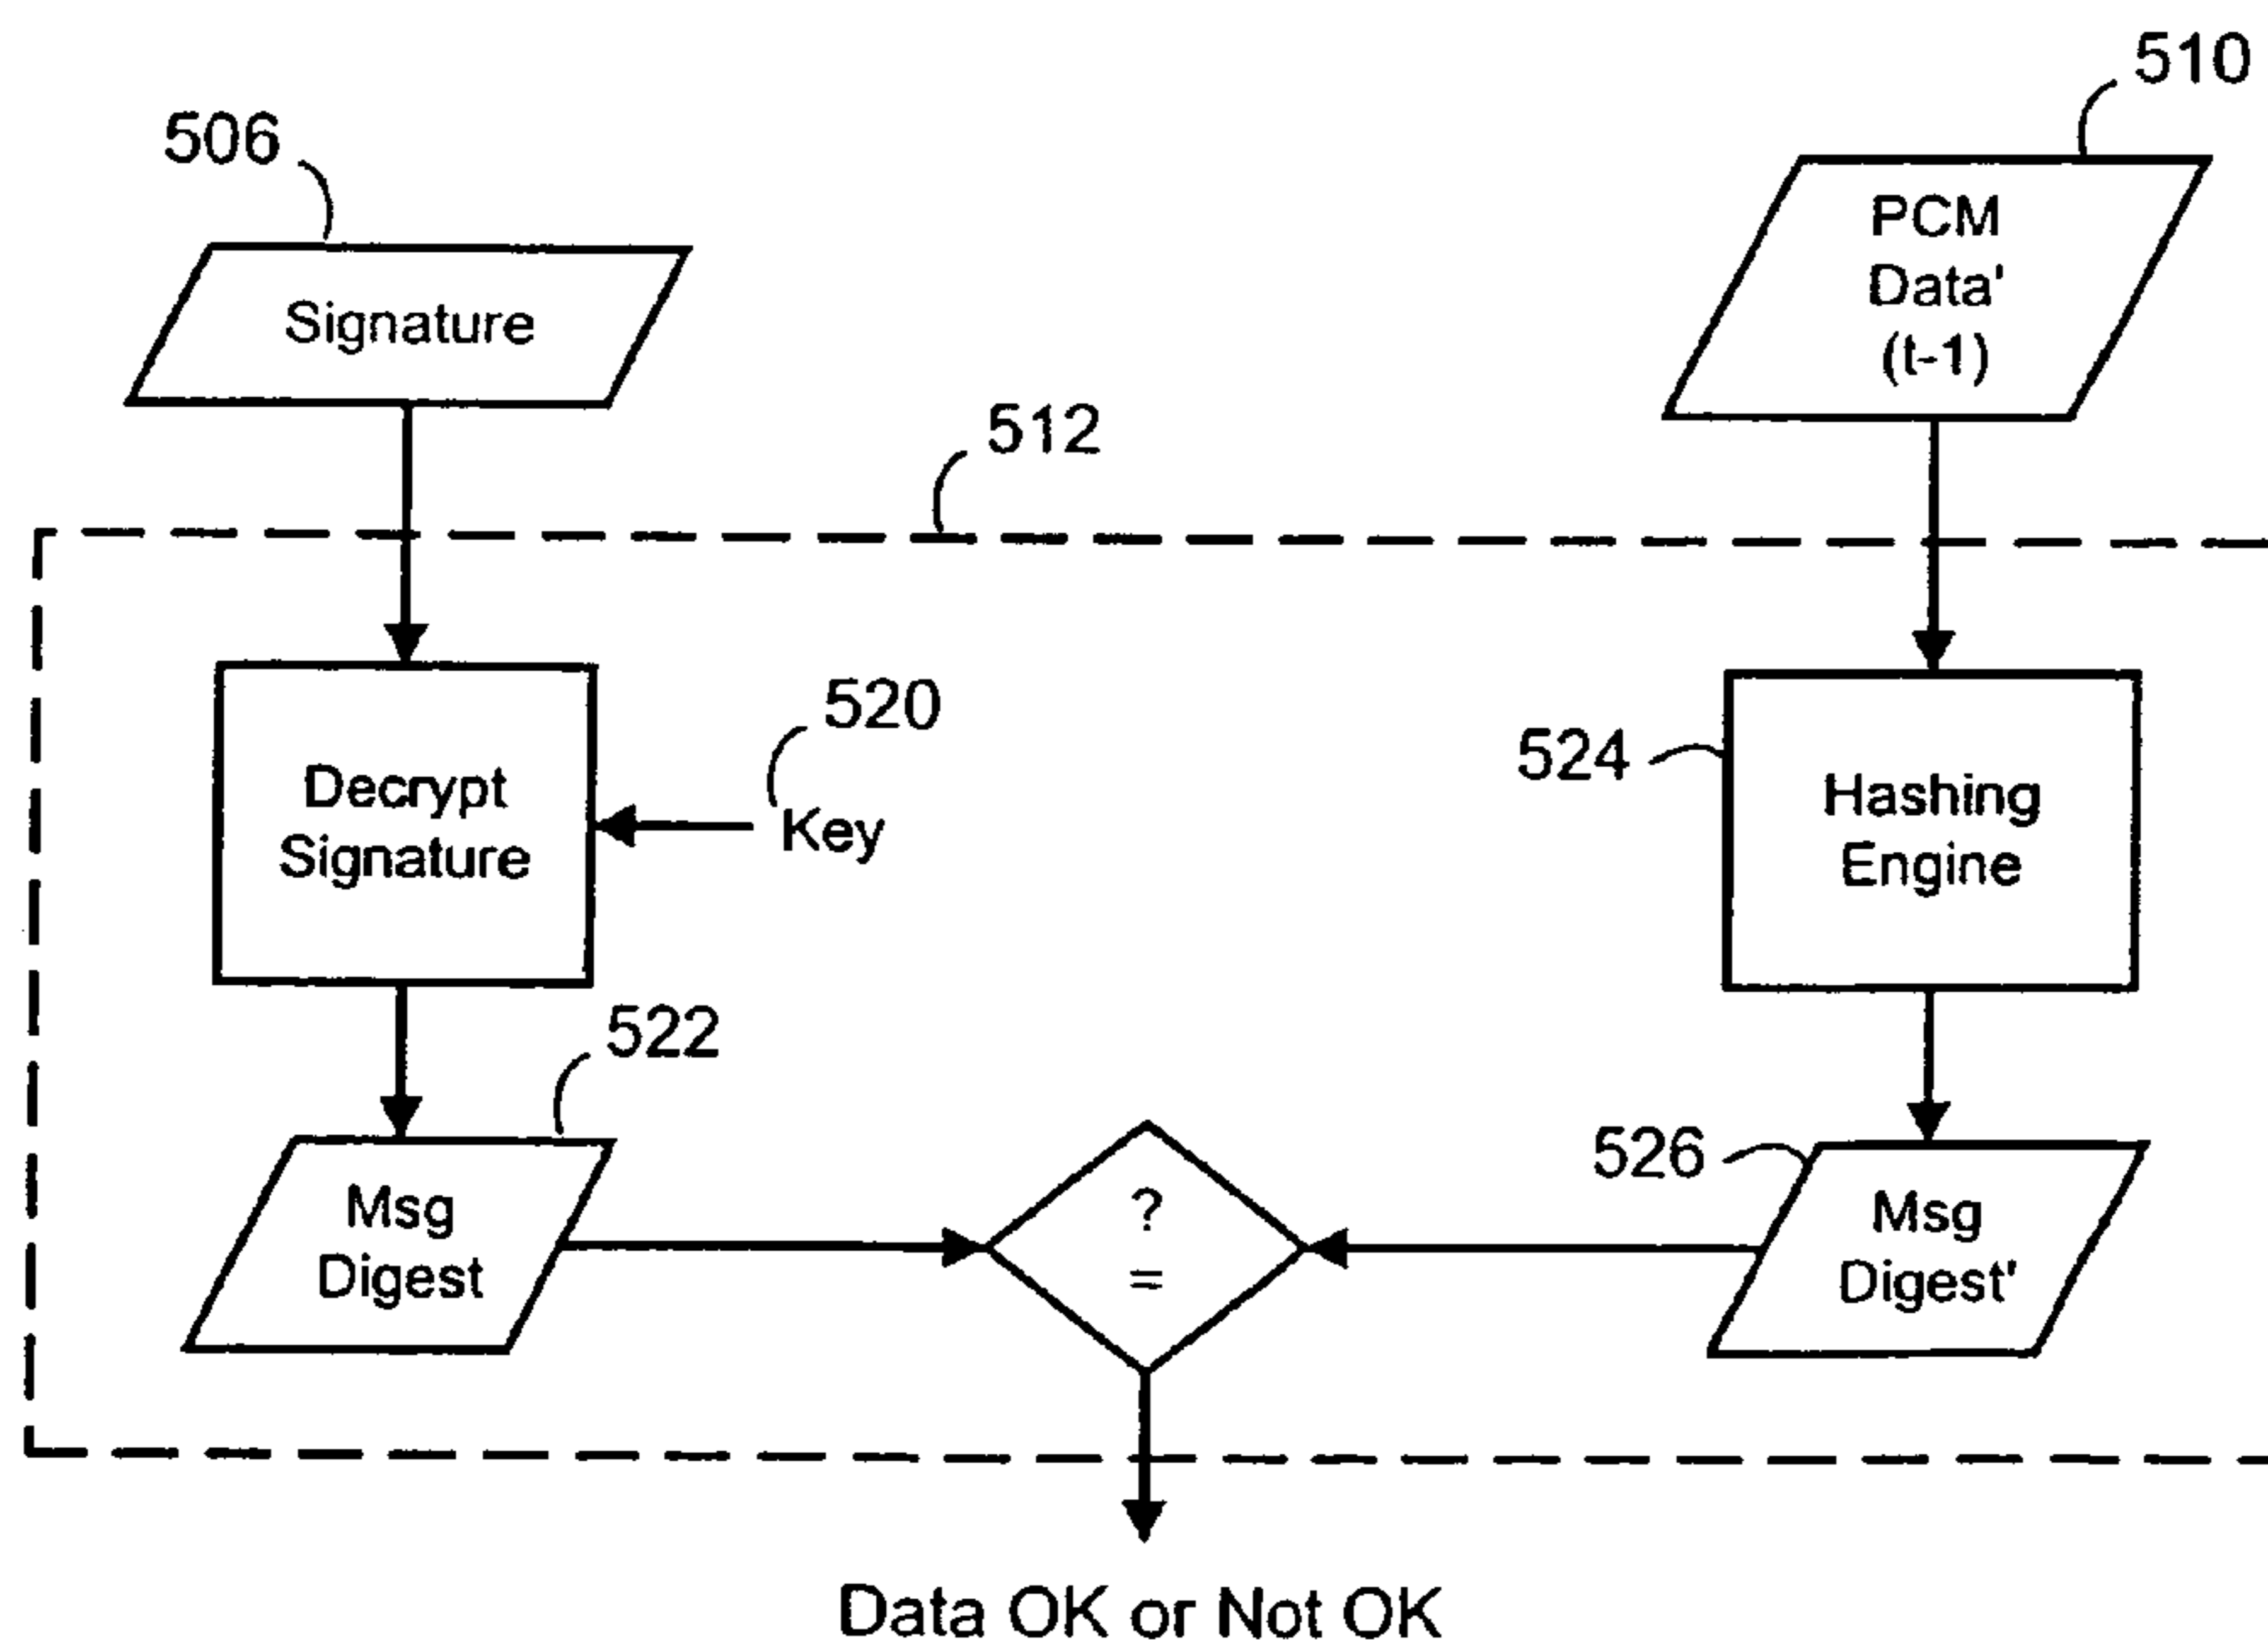 510
506
PCM
Data'
(t-1)
Signature
512
520
524
Decrypt
Signature
Key
Hashing
Engine
522
526
Msg
Digest
?
=
Msg
Digest'
Data OK or Not OK